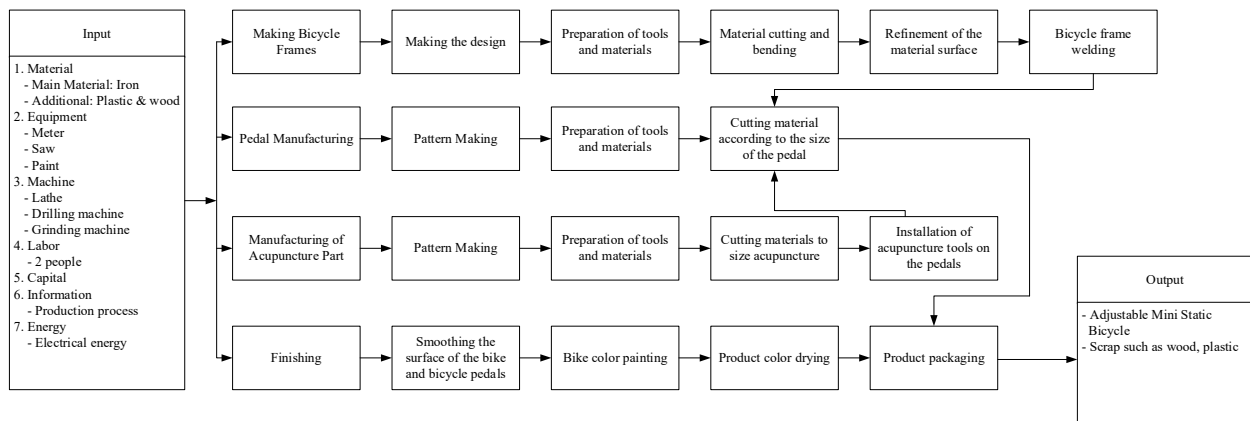 Input
1. Material
- Main Material: Iron
- Additional: Plastic & wood
2. Equipment
- Meter
- Saw
- Paint
3. Machine
- Lathe
- Drilling machine
- Grinding machine
4. Labor
- 2 people
5. Capital
6. Information
- Production process
7. Energy
- Electrical energy
Making Bicycle
Frames
Making the design
Preparation of tools
and materials
Material cutting and
bending
Refinement of the
material surface
Bicycle frame
welding
Pedal Manufacturing
Pattern Making
Preparation of tools
and materials
Cutting material
according to the size
of the pedal
Manufacturing of
Acupuncture Part
Pattern Making
Preparation of tools
and materials
Cutting materials to
size acupuncture
Installation of
acupuncture tools on
the pedals
Finishing
Smoothing the
surface of the bike
and bicycle pedals
Bike color painting
Product color drying
Product packaging
Output
- Adjustable Mini Static
Bicycle
- Scrap such as wood, plastic